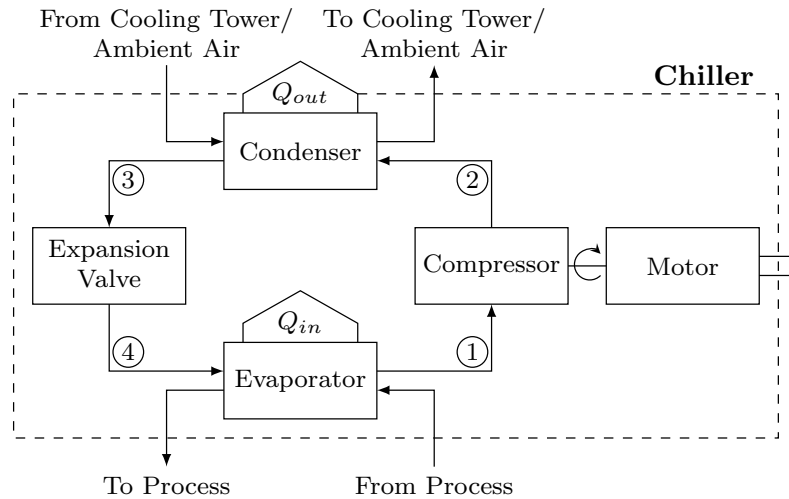 From Cooling Tower/
Ambient Air
To Cooling Tower/
Ambient Air
Chiller
Q_out
Condenser
3
2
Expansion
Valve
Compressor
Motor
Q_in
4
1
Evaporator
To Process
From Process